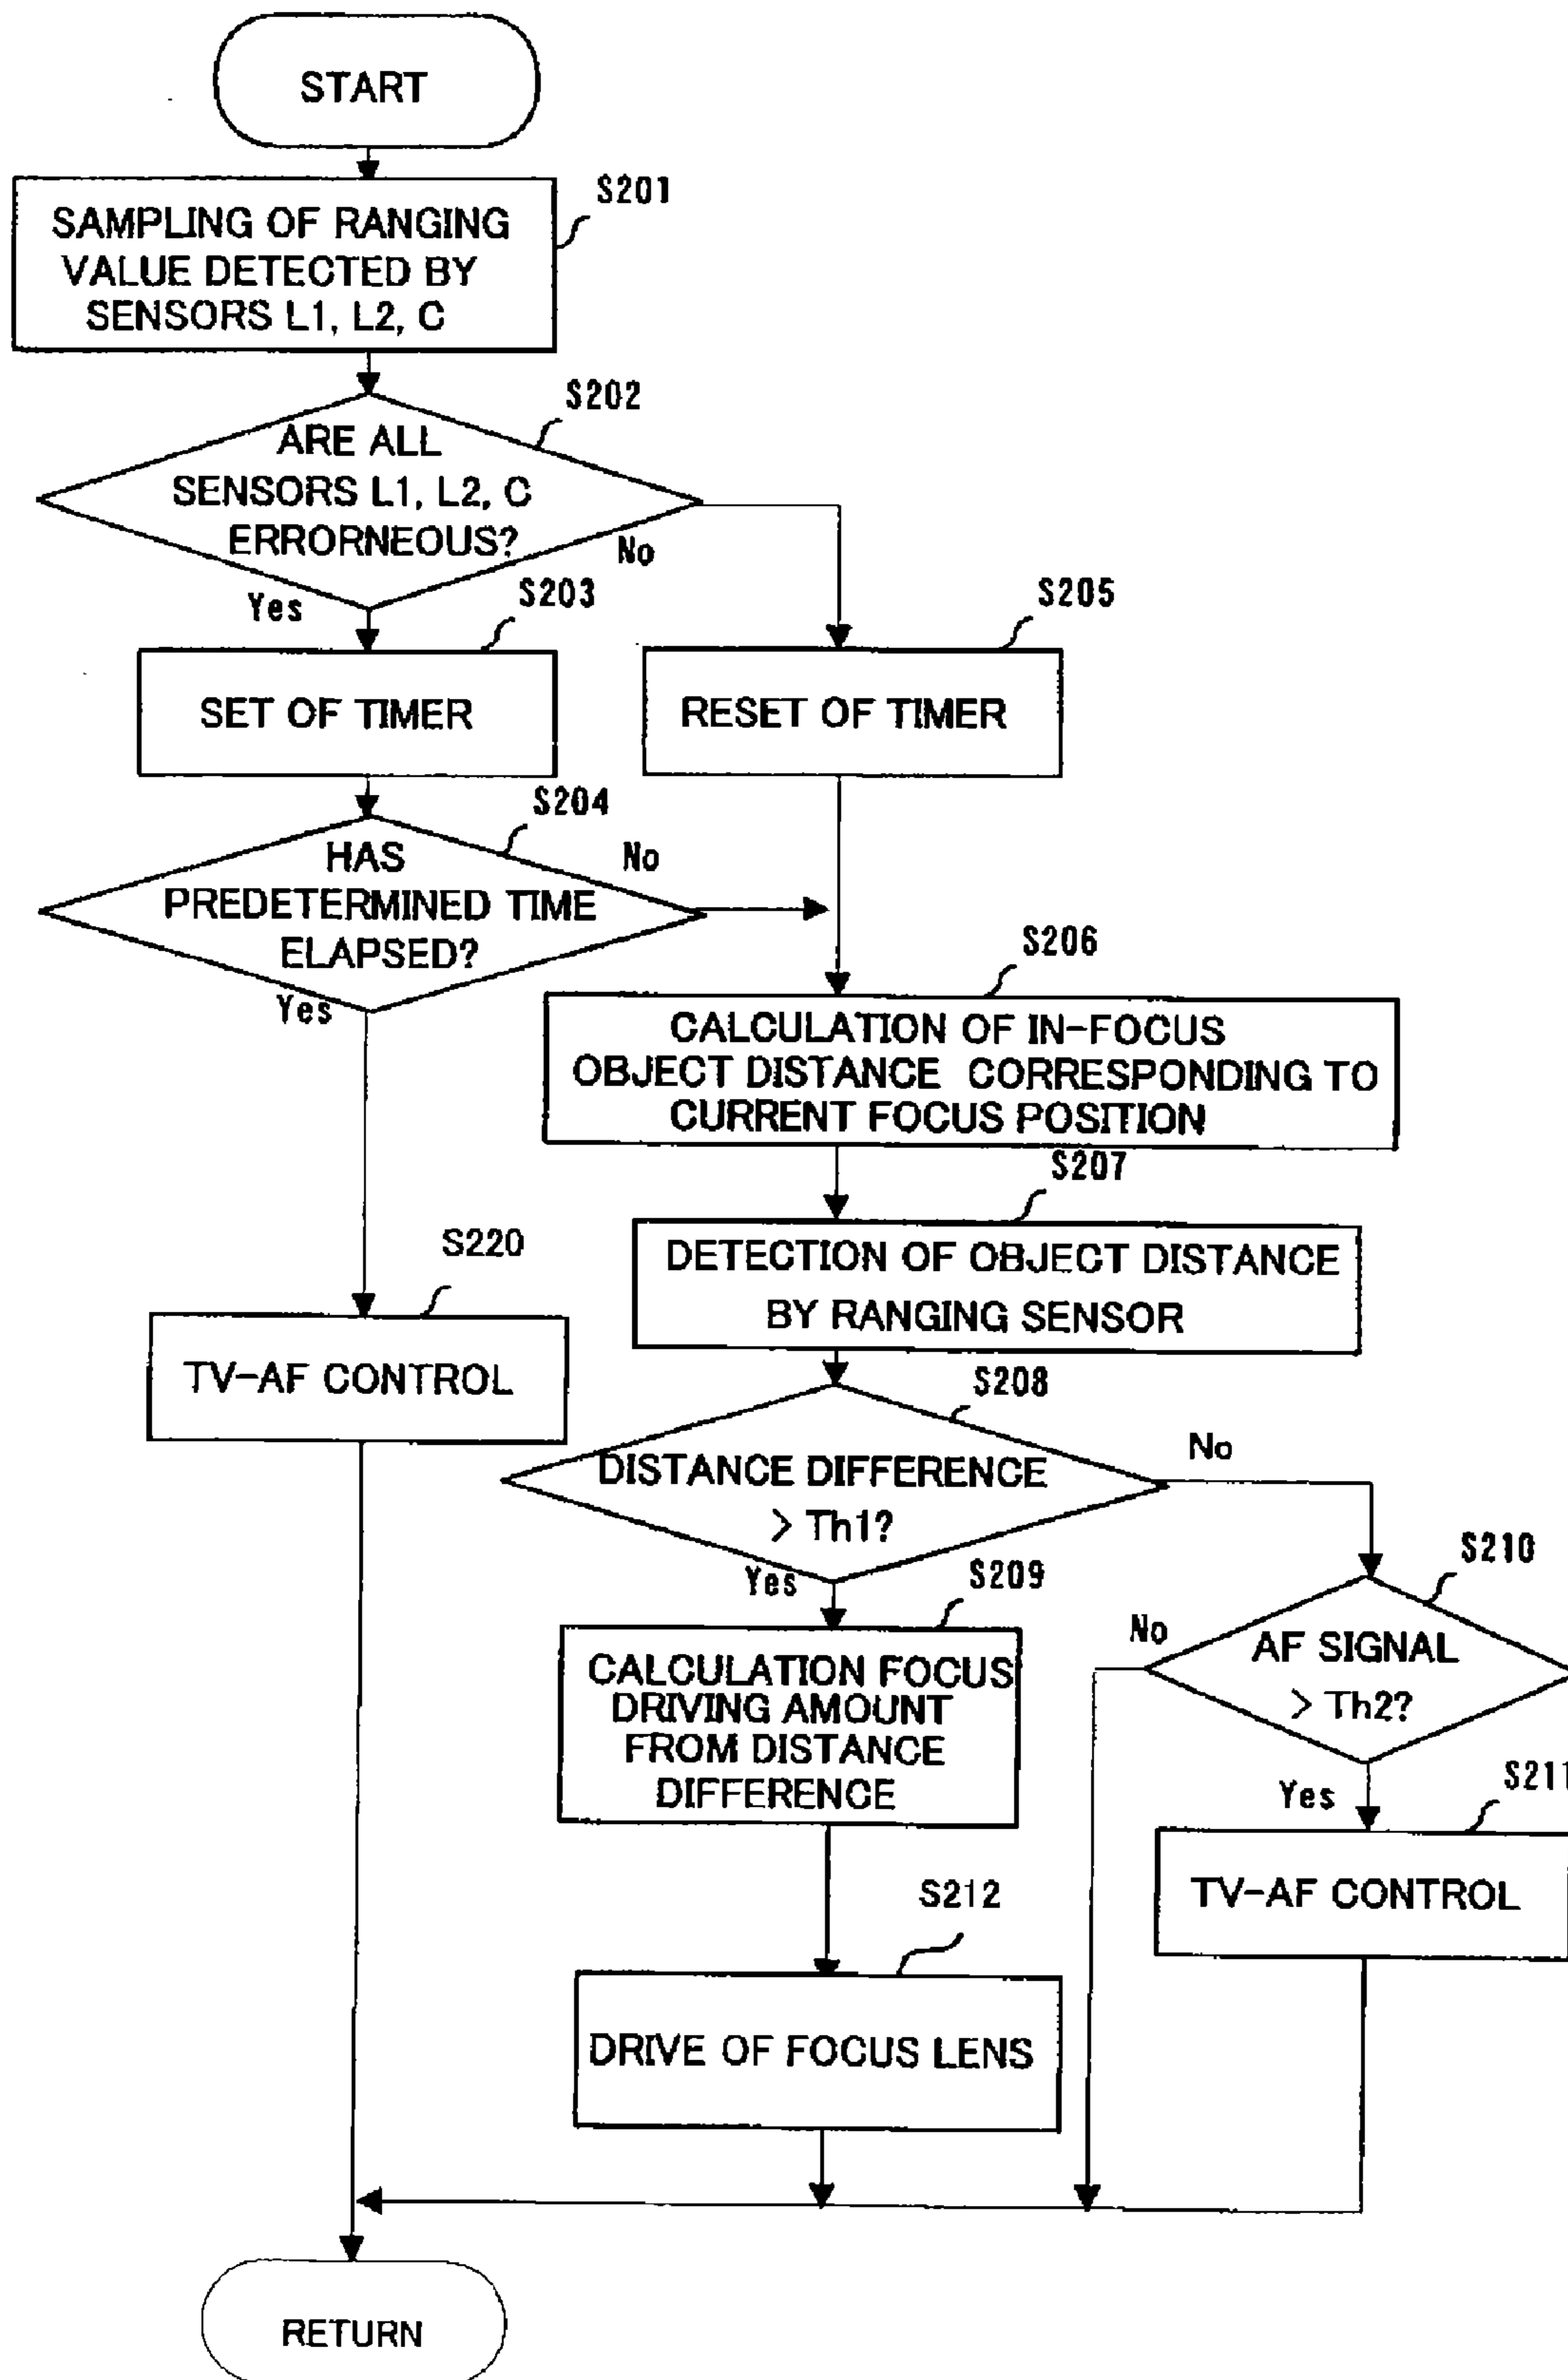 START
S201
SAMPLING OF RANGING
VALUE DETECTED BY
SENSORS L1, L2, C
S202
ARE ALL
SENSORS L1, L2, C
ERRORNEOUS?
No
Yes
S203
S205
SET OF TIMER
RESET OF TIMER
S204
HAS
PREDETERMINED TIME
ELAPSED?
No
Yes
S206
CALCULATION OF IN-FOCUS
OBJECT DISTANCE CORRESPONDING TO
CURRENT FOCUS POSITION
S207
DETECTION OF OBJECT DISTANCE
BY RANGING SENSOR
S220
TV-AF CONTROL
S208
DISTANCE DIFFERENCE
> Th1?
No
Yes
S209
CALCULATION FOCUS
DRIVING AMOUNT
FROM DISTANCE
DIFFERENCE
S210
AF SIGNAL
> Th2?
No
Yes
S211
TV-AF CONTROL
S212
DRIVE OF FOCUS LENS
RETURN